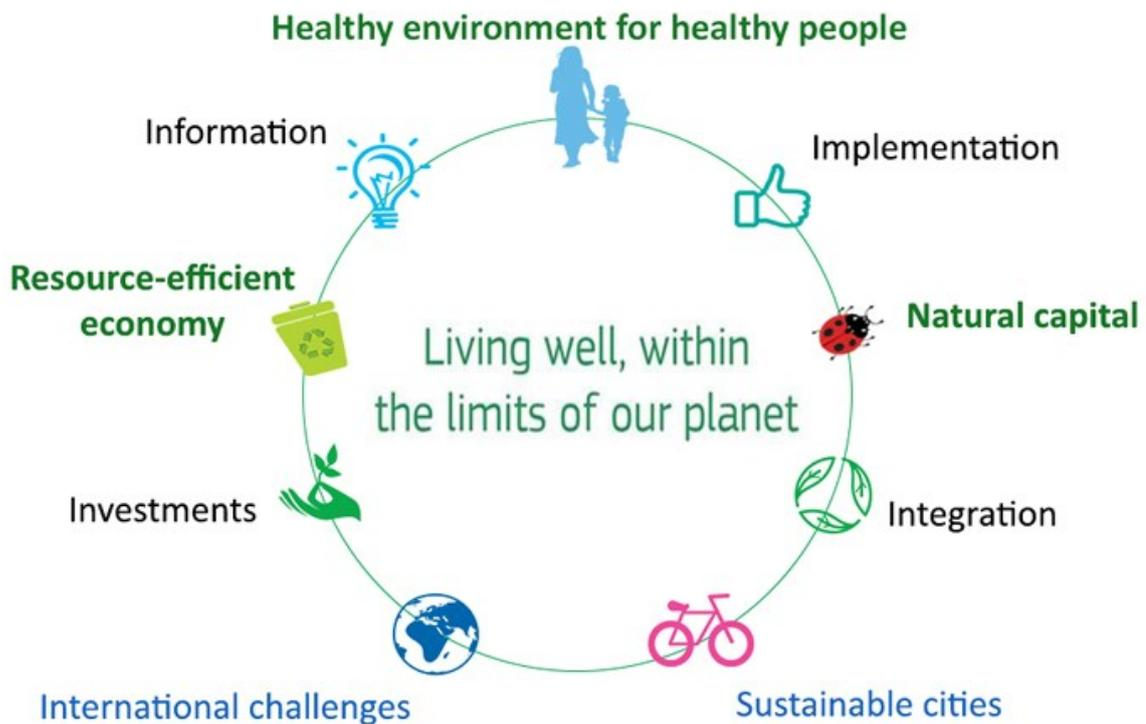 Healthy environment for healthy people
Information
Implementation
Resource-efficient
economy
Natural capital
Living well, within
the limits of our planet
Investments
Integration
International challenges
Sustainable cities